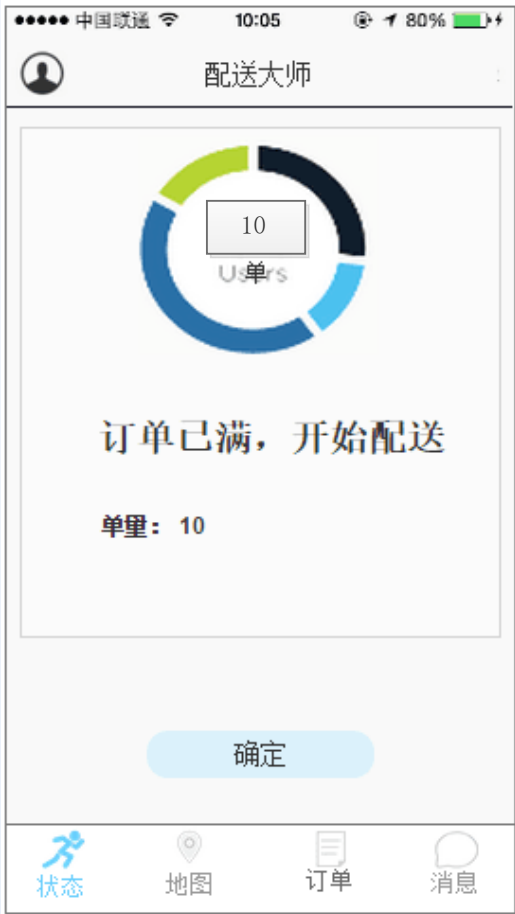 中国联通 10:05 80%
配送大师
10
单
Users
订单已满，开始配送
单量： 10
确定
状态 地图 订单 消息